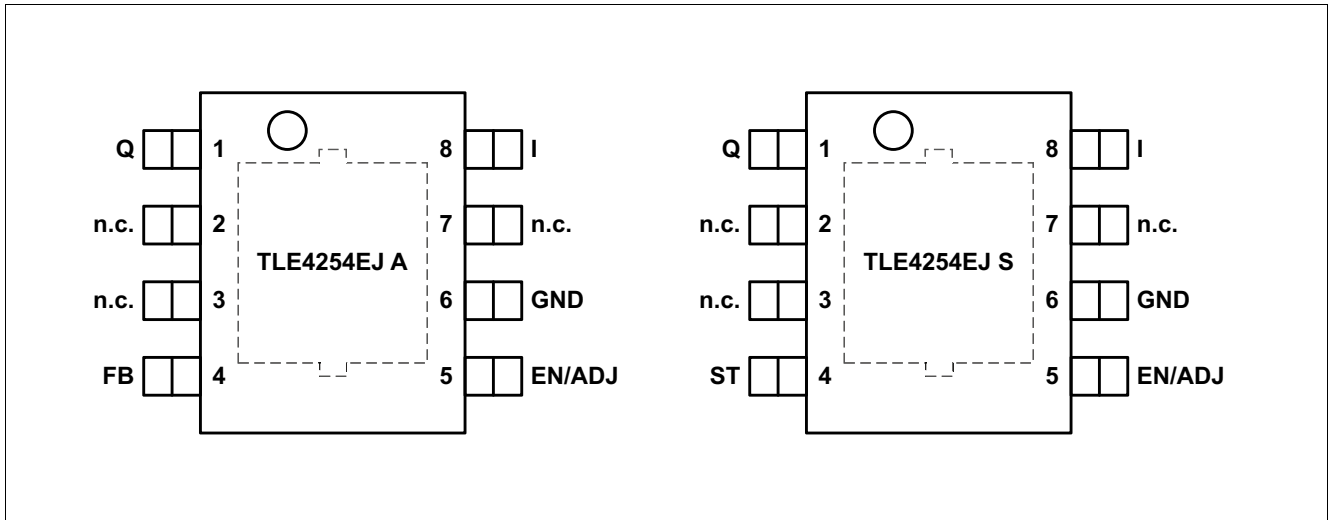 Q 1 8 I
n.c. 2 7 n.c.
TLE4254EJ A
n.c. 3 6 GND
FB 4 5 EN/ADJ
Q 1 8 I
n.c. 2 7 n.c.
TLE4254EJ S
n.c. 3 6 GND
ST 4 5 EN/ADJ